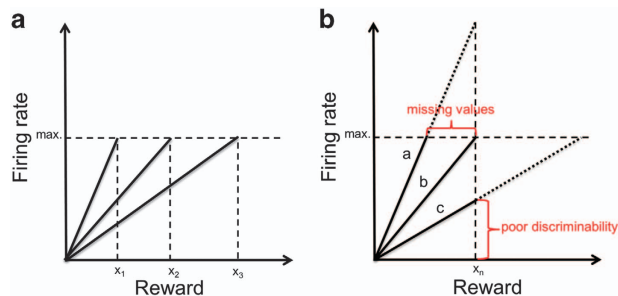 a
Firing rate
max.
x1
x2
x3
Reward
b
Firing rate
missing values
max.
a
b
c
poor discriminability
xn
Reward